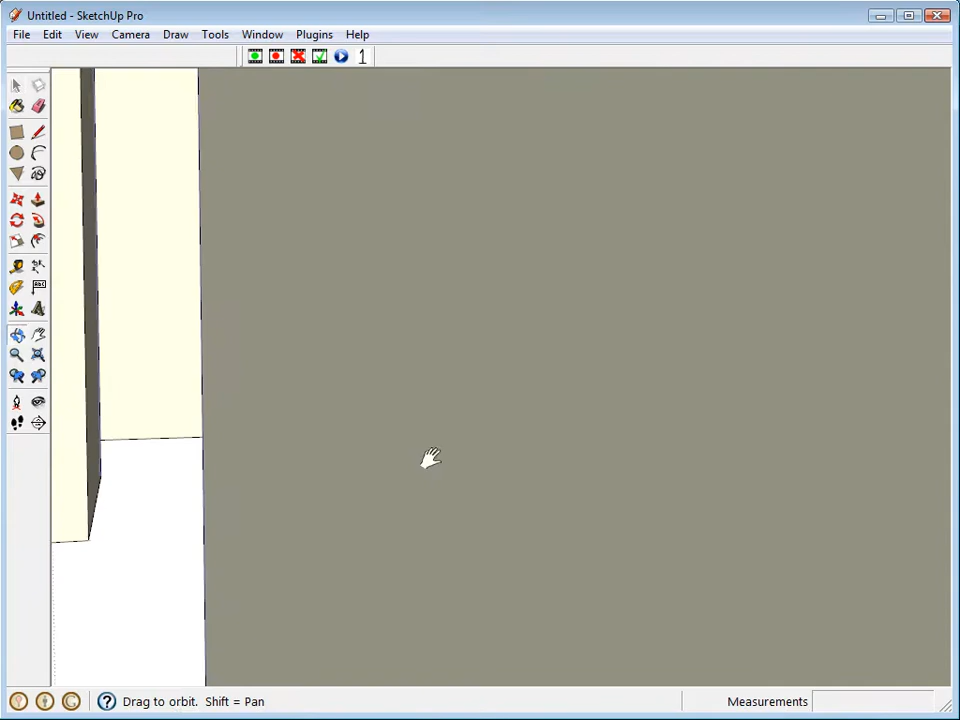 Untitled - SketchUp Pro
File Edit View Camera Draw Tools Window Plugins Help
1
Drag to orbit. Shift = Pan
Measurements